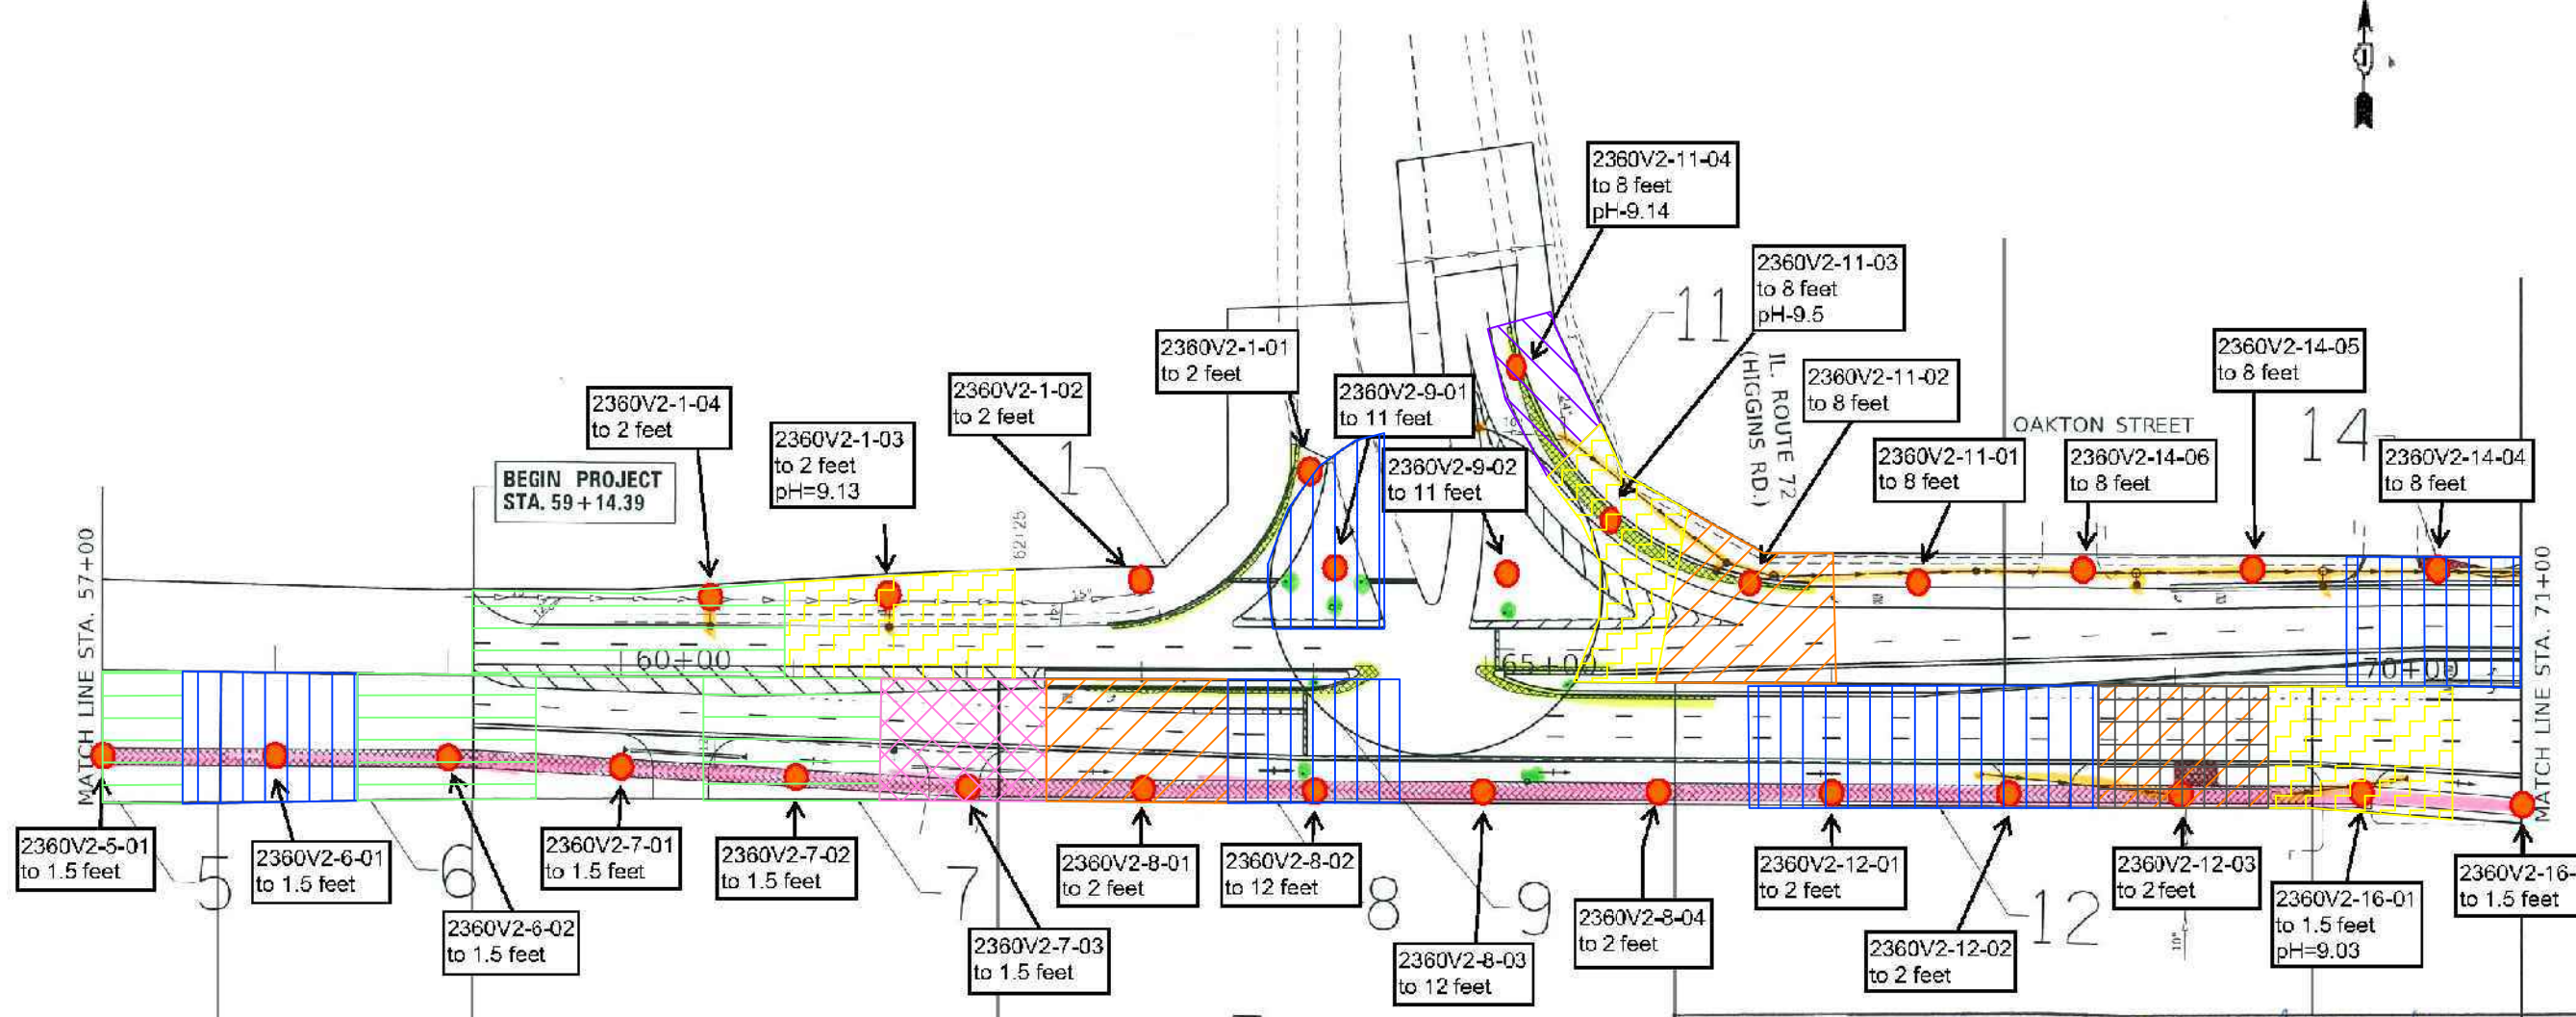 2360V2-11-04
to 8 feet
pH-9.14
2360V2-11-03
to 8 feet
pH-9.5
11
2360V2-1-01
to 2 feet
2360V2-14-05
to 8 feet
IL. ROUTE 72
(HIGGINS RD.)
2360V2-11-02
to 8 feet
2360V2-1-02
to 2 feet
2360V2-9-01
to 11 feet
2360V2-1-04
to 2 feet
2360V2-1-03
to 2 feet
pH=9.13
OAKTON STREET
14
1
2360V2-9-02
to 11 feet
2360V2-11-01
to 8 feet
2360V2-14-06
to 8 feet
2360V2-14-04
to 8 feet
BEGIN PROJECT
STA. 59+14.39
62+25
MATCH LINE STA. 57+00
MATCH LINE STA. 71+00
15"
60+00
65+00
70+00
2360V2-5-01
to 1.5 feet
5
2360V2-6-01
to 1.5 feet
6
2360V2-7-01
to 1.5 feet
2360V2-7-02
to 1.5 feet
7
2360V2-8-01
to 2 feet
2360V2-8-02
to 12 feet
8
9
2360V2-12-01
to 2 feet
12
2360V2-12-03
to 2 feet
2360V2-16-
to 1.5 feet
2360V2-6-02
to 1.5 feet
2360V2-7-03
to 1.5 feet
2360V2-8-03
to 12 feet
2360V2-8-04
to 2 feet
2360V2-12-02
to 2 feet
10"
2360V2-16-01
to 1.5 feet
pH=9.03